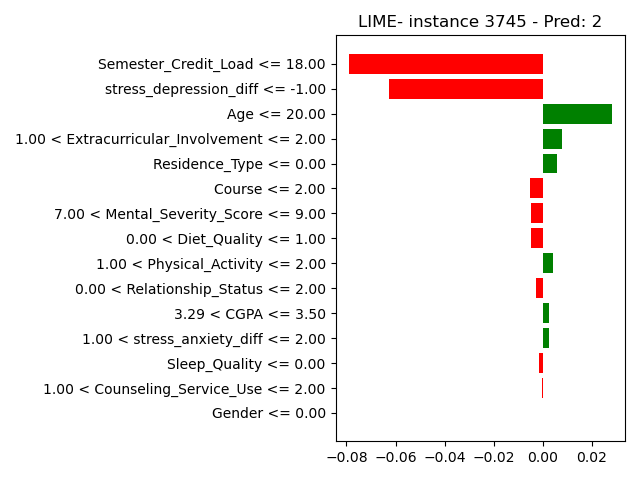 LIME- instance 3745 - Pred: 2
Semester_Credit_Load <= 18.00
stress_depression_diff <= -1.00
Age <= 20.00
1.00 < Extracurricular_Involvement <= 2.00
Residence_Type <= 0.00
Course <= 2.00
7.00 < Mental_Severity_Score <= 9.00
0.00 < Diet_Quality <= 1.00
1.00 < Physical_Activity <= 2.00
0.00 < Relationship_Status <= 2.00
3.29 < CGPA <= 3.50
1.00 < stress_anxiety_diff <= 2.00
Sleep_Quality <= 0.00
1.00 < Counseling_Service_Use <= 2.00
Gender <= 0.00
−0.08 −0.06 −0.04 −0.02 0.00 0.02